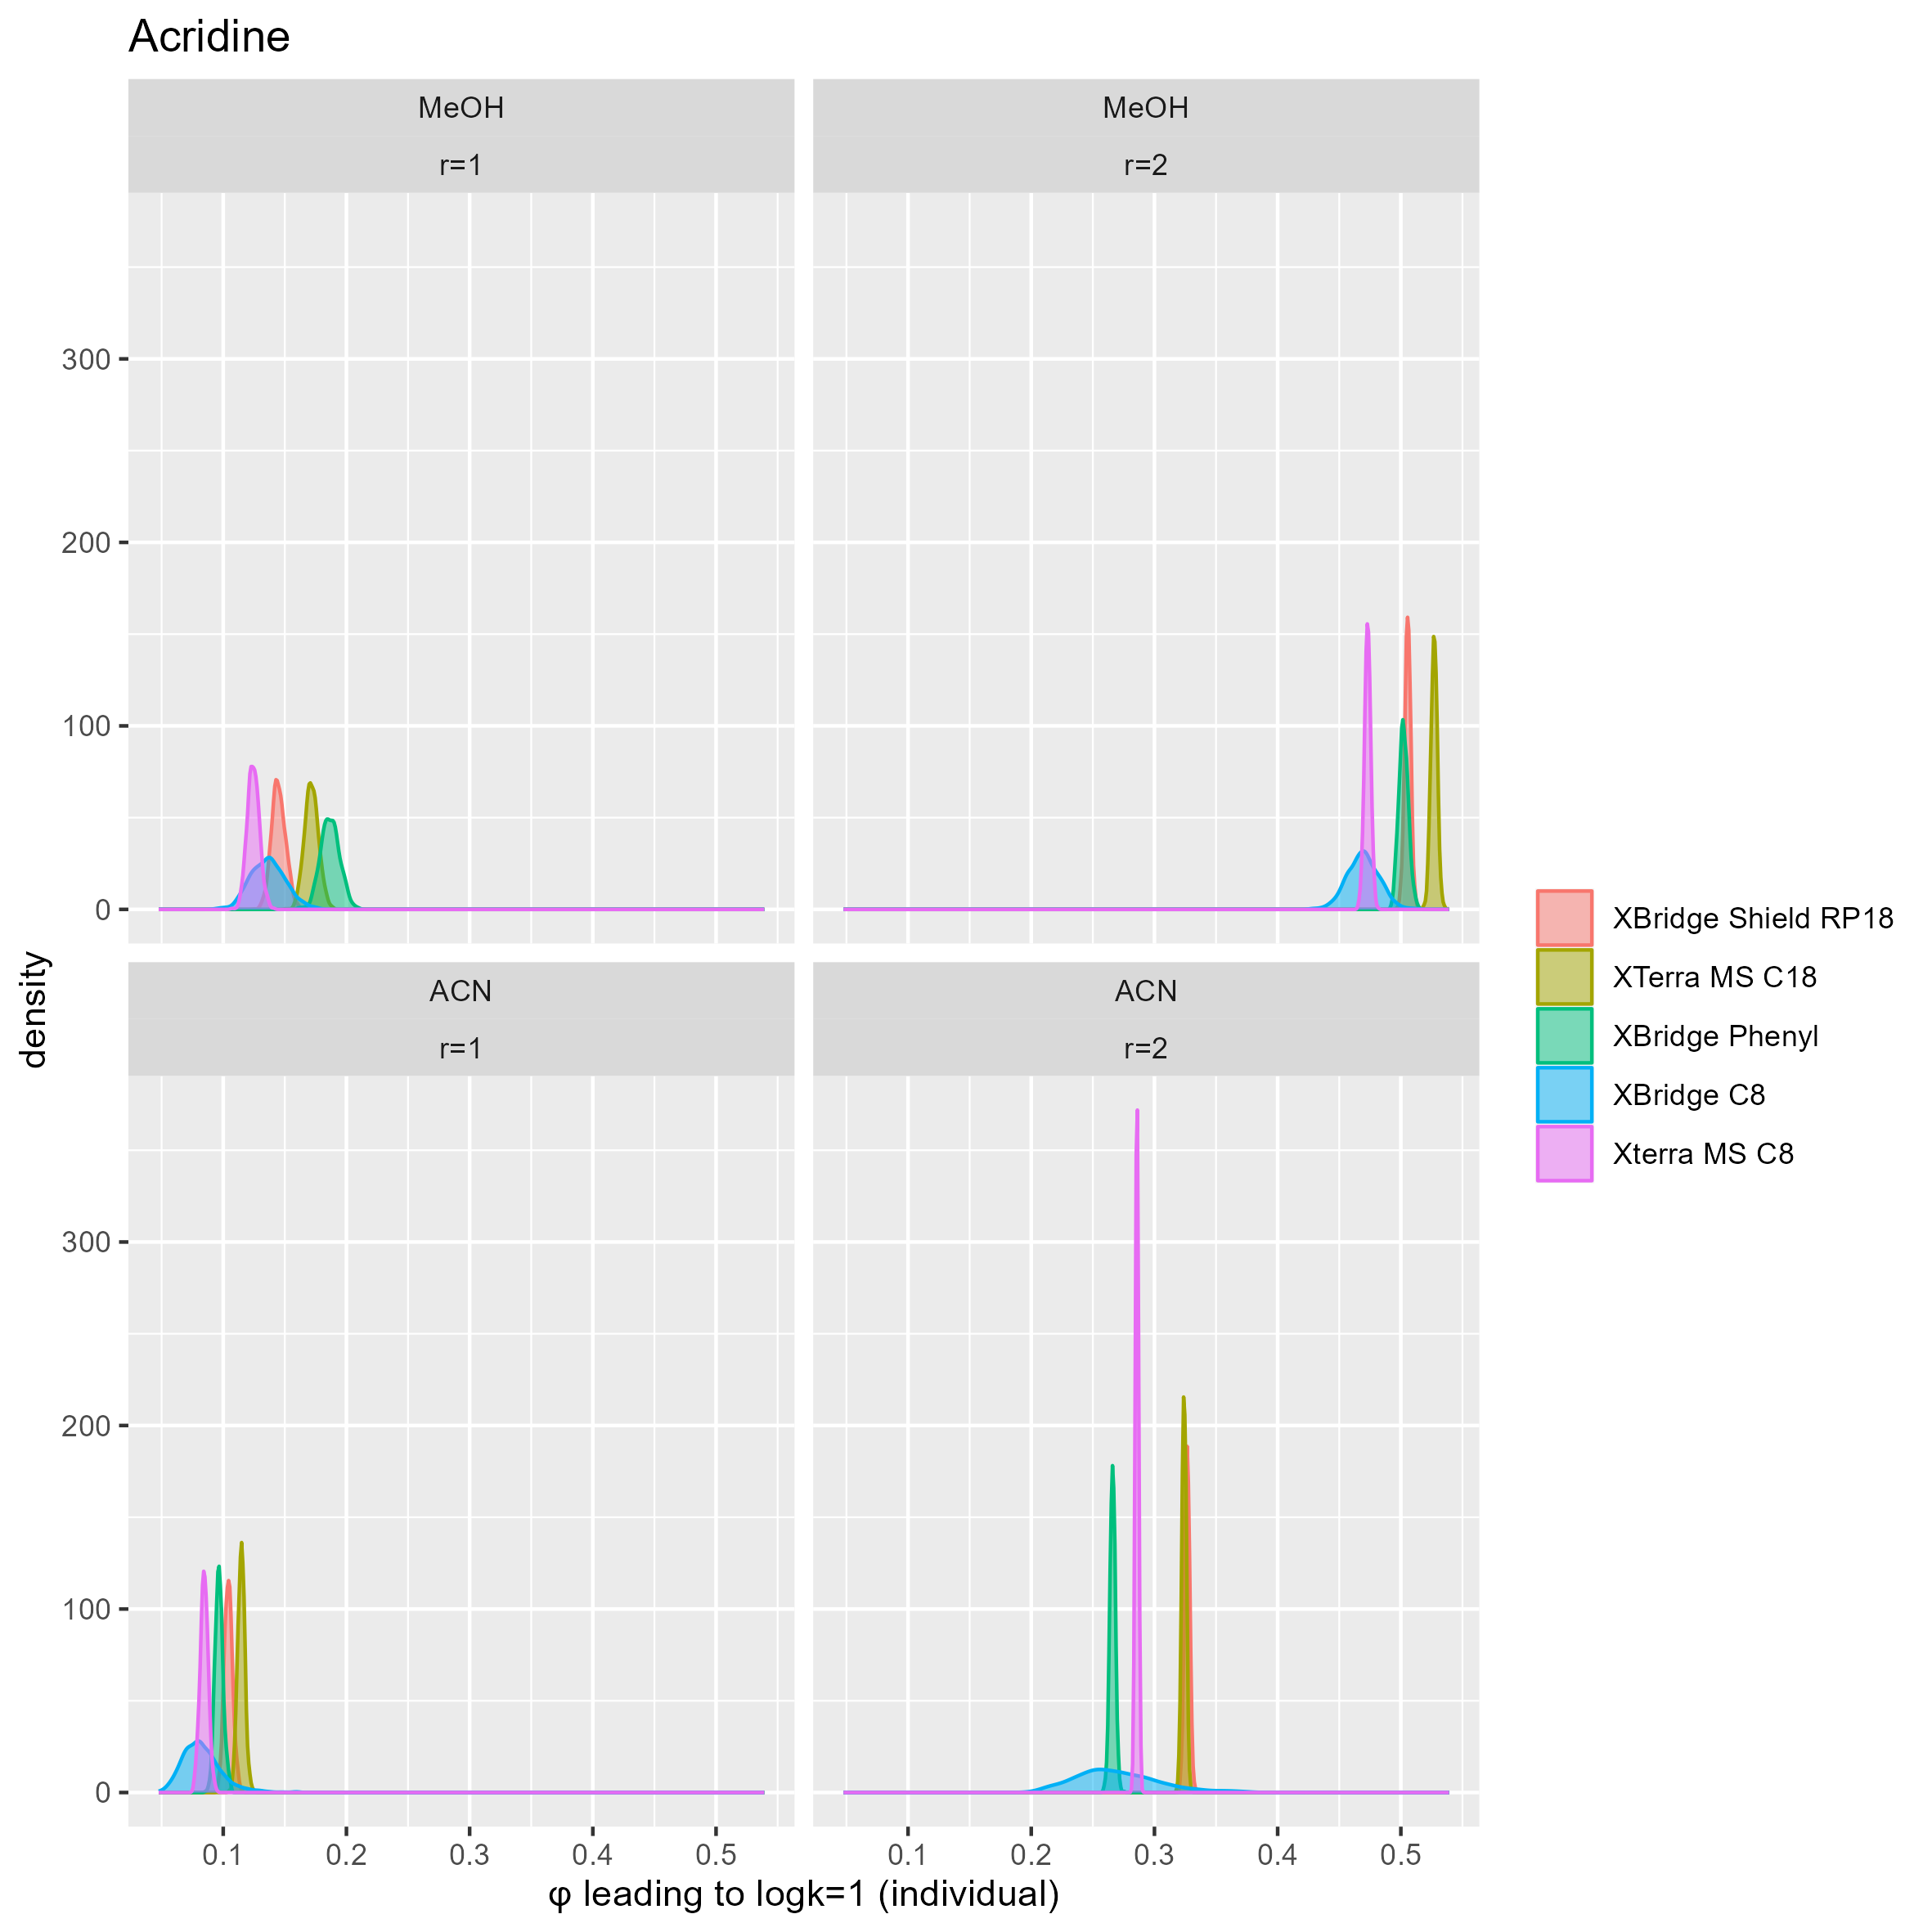 Acridine
MeOH
MeOH
r=1
r=2
300
200
100
0
ACN
ACN
r=1
r=2
300
200
100
0
0.1 0.2 0.3 0.4 0.5
0.1 0.2 0.3 0.4 0.5
density
φ leading to logk=1 (individual)
XBridge Shield RP18
XTerra MS C18
XBridge Phenyl
XBridge C8
Xterra MS C8